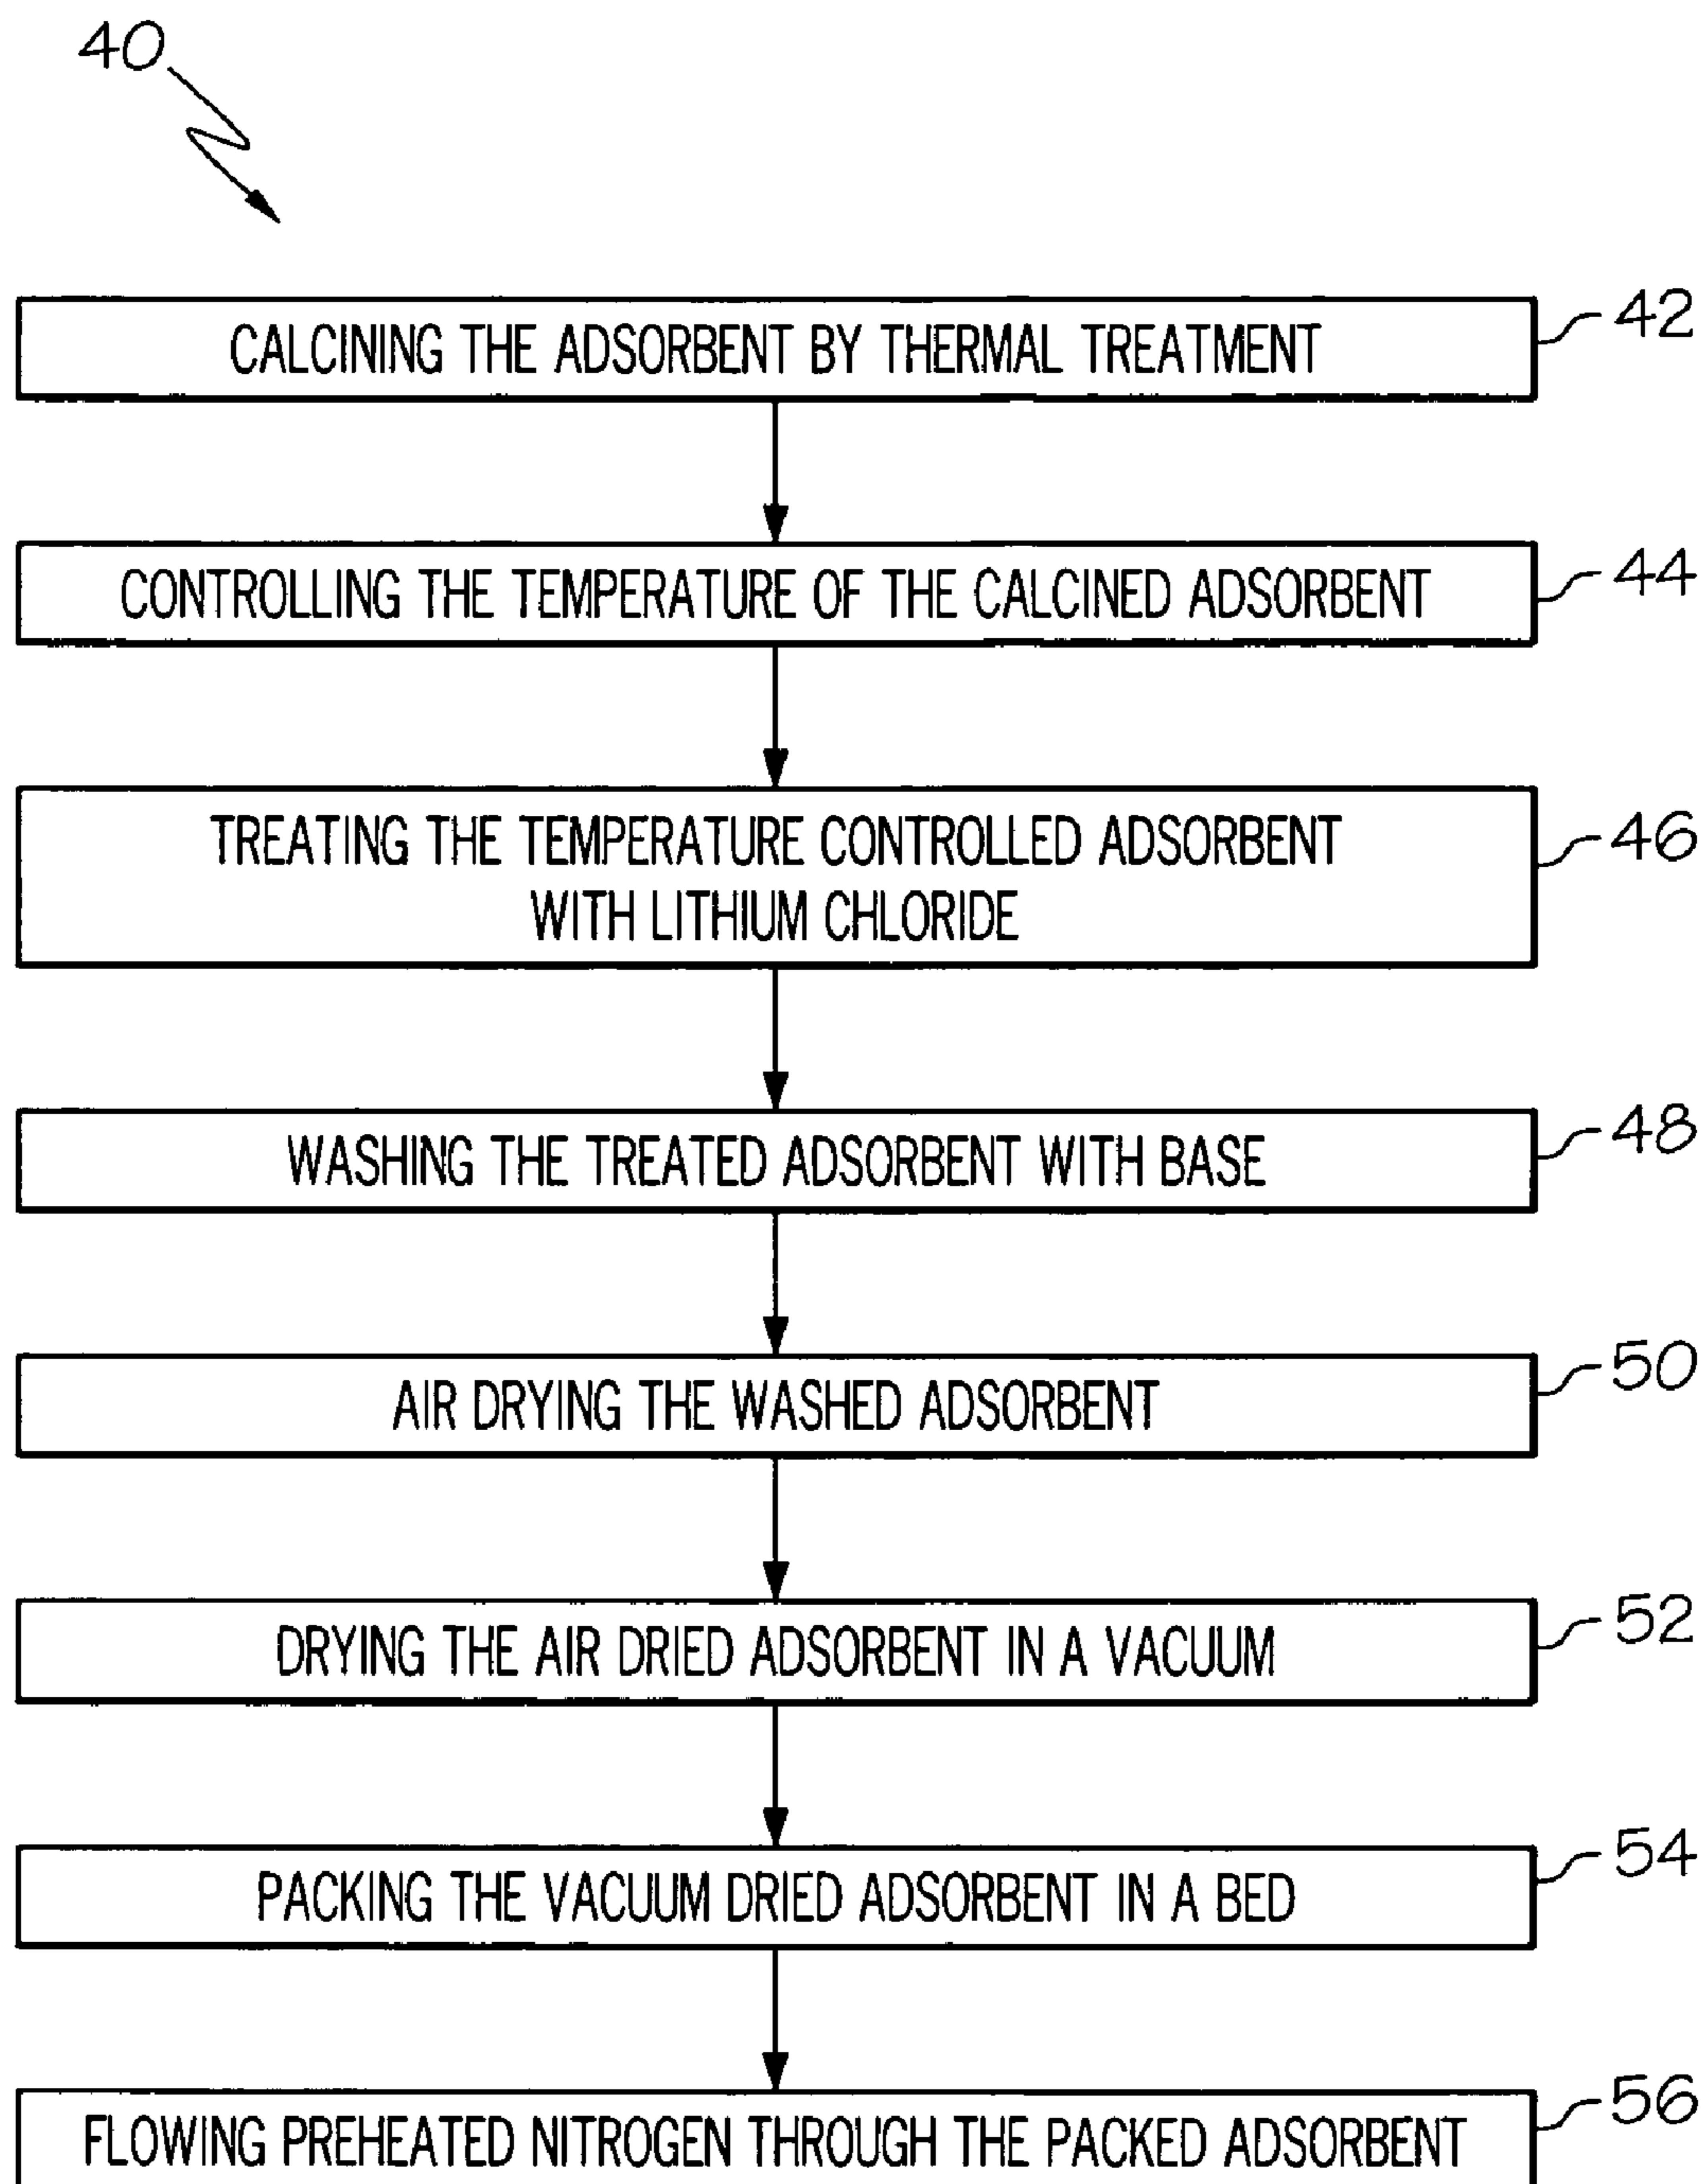 40
CALCINING THE ADSORBENT BY THERMAL TREATMENT 42
CONTROLLING THE TEMPERATURE OF THE CALCINED ADSORBENT 44
TREATING THE TEMPERATURE CONTROLLED ADSORBENT
WITH LITHIUM CHLORIDE 46
WASHING THE TREATED ADSORBENT WITH BASE 48
AIR DRYING THE WASHED ADSORBENT 50
DRYING THE AIR DRIED ADSORBENT IN A VACUUM 52
PACKING THE VACUUM DRIED ADSORBENT IN A BED 54
FLOWING PREHEATED NITROGEN THROUGH THE PACKED ADSORBENT 56